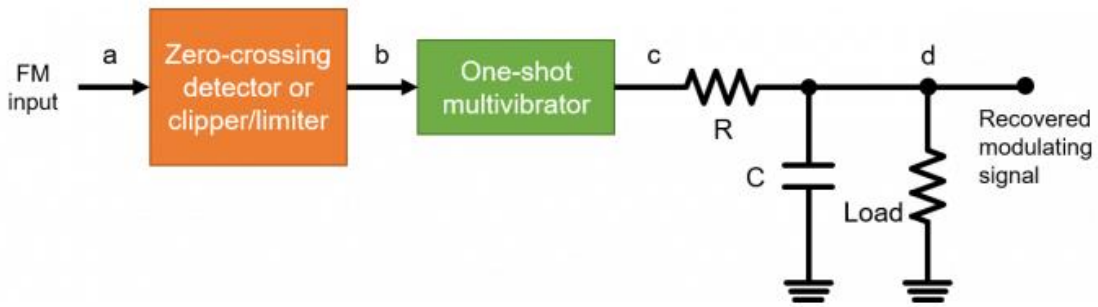 a
FM
input
Zero-crossing
detector or
clipper/limiter
b
One-shot
multivibrator
c
R
C
d
Load
Recovered
modulating
signal